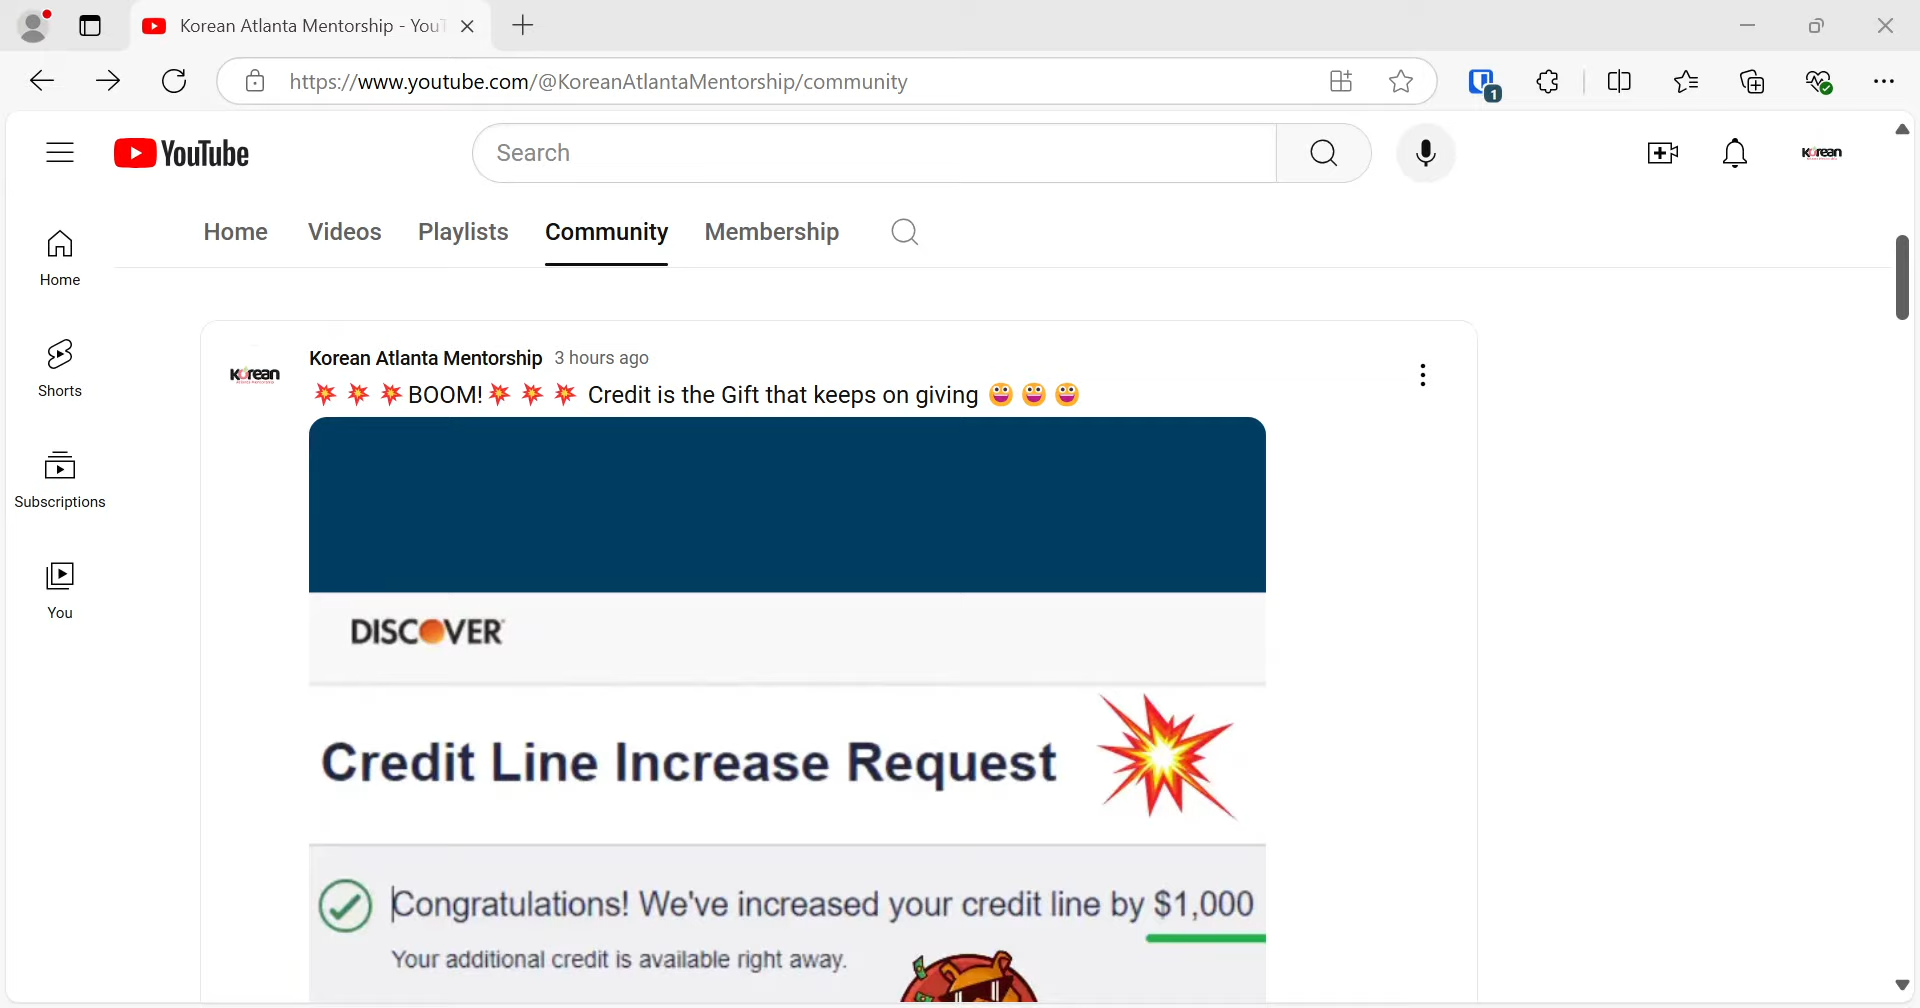 Korean Atlanta Mentorship - YouT
https://www.youtube.com/@KoreanAtlantaMentorship/community
1
YouTube
Search
Korean
Home
Videos
Playlists
Community
Membership
Home
Shorts
Subscriptions
You
Korean
Korean Atlanta Mentorship 3 hours ago
💥 💥 💥 BOOM! 💥 💥 💥 Credit is the Gift that keeps on giving 😀 😀 😀
DISCOVER
Credit Line Increase Request
Congratulations! We've increased your credit line by $1,000
Your additional credit is available right away.